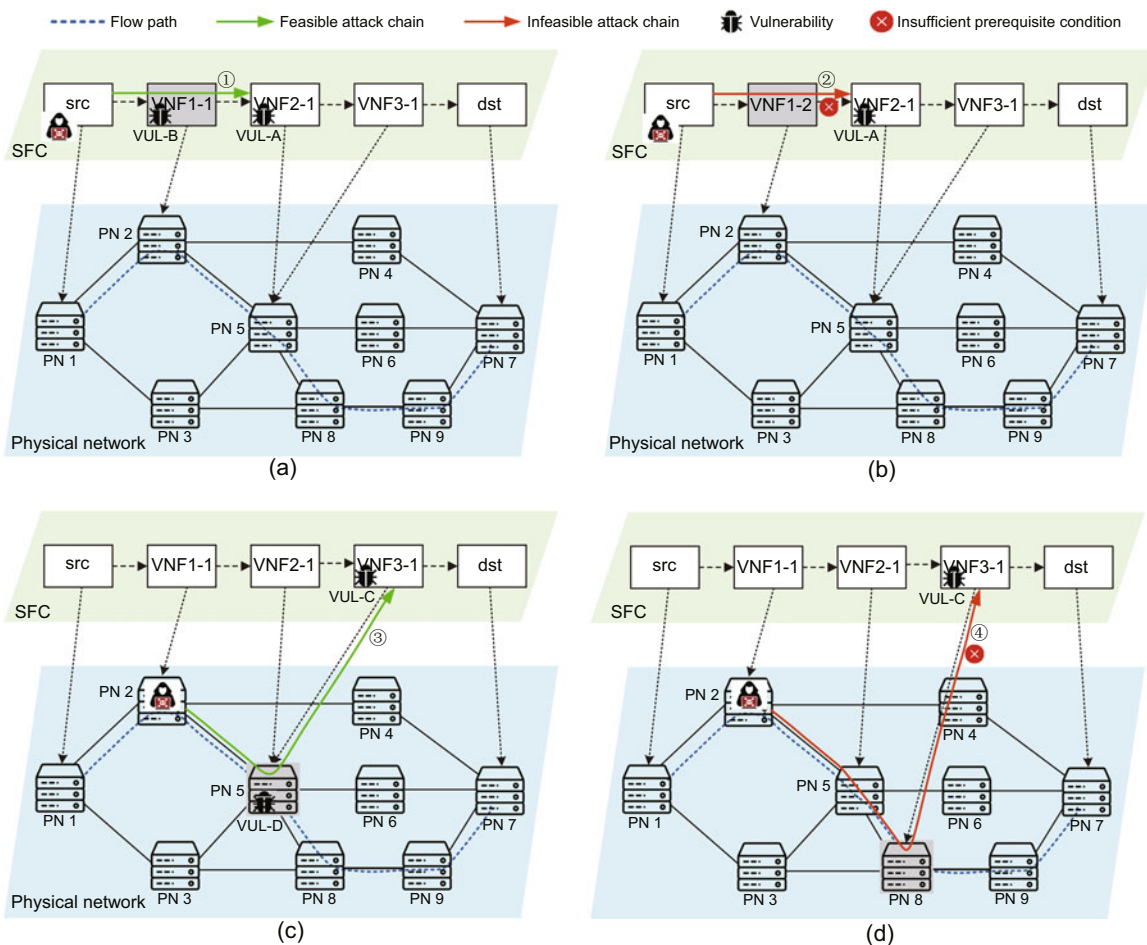 Flow path Feasible attack chain Infeasible attack chain Vulnerability Insufficient prerequisite condition
①
src VNF1-1 VNF2-1 VNF3-1 dst
VUL-B VUL-A
SFC
PN 2
PN 4
PN 5
PN 1 PN 6 PN 7
PN 3 PN 8 PN 9
Physical network
(a)
②
src VNF1-2 VNF2-1 VNF3-1 dst
VUL-A
SFC
PN 2
PN 4
PN 5
PN 1 PN 6 PN 7
PN 3 PN 8 PN 9
Physical network
(b)
src VNF1-1 VNF2-1 VNF3-1 dst
VUL-C
SFC
③
PN 2
PN 4
PN 5
PN 1 VUL-D PN 6 PN 7
PN 3 PN 8 PN 9
Physical network
(c)
src VNF1-1 VNF2-1 VNF3-1 dst
VUL-C
SFC
④
PN 2
PN 4
PN 5
PN 1 PN 6 PN 7
PN 3 PN 8 PN 9
Physical network
(d)